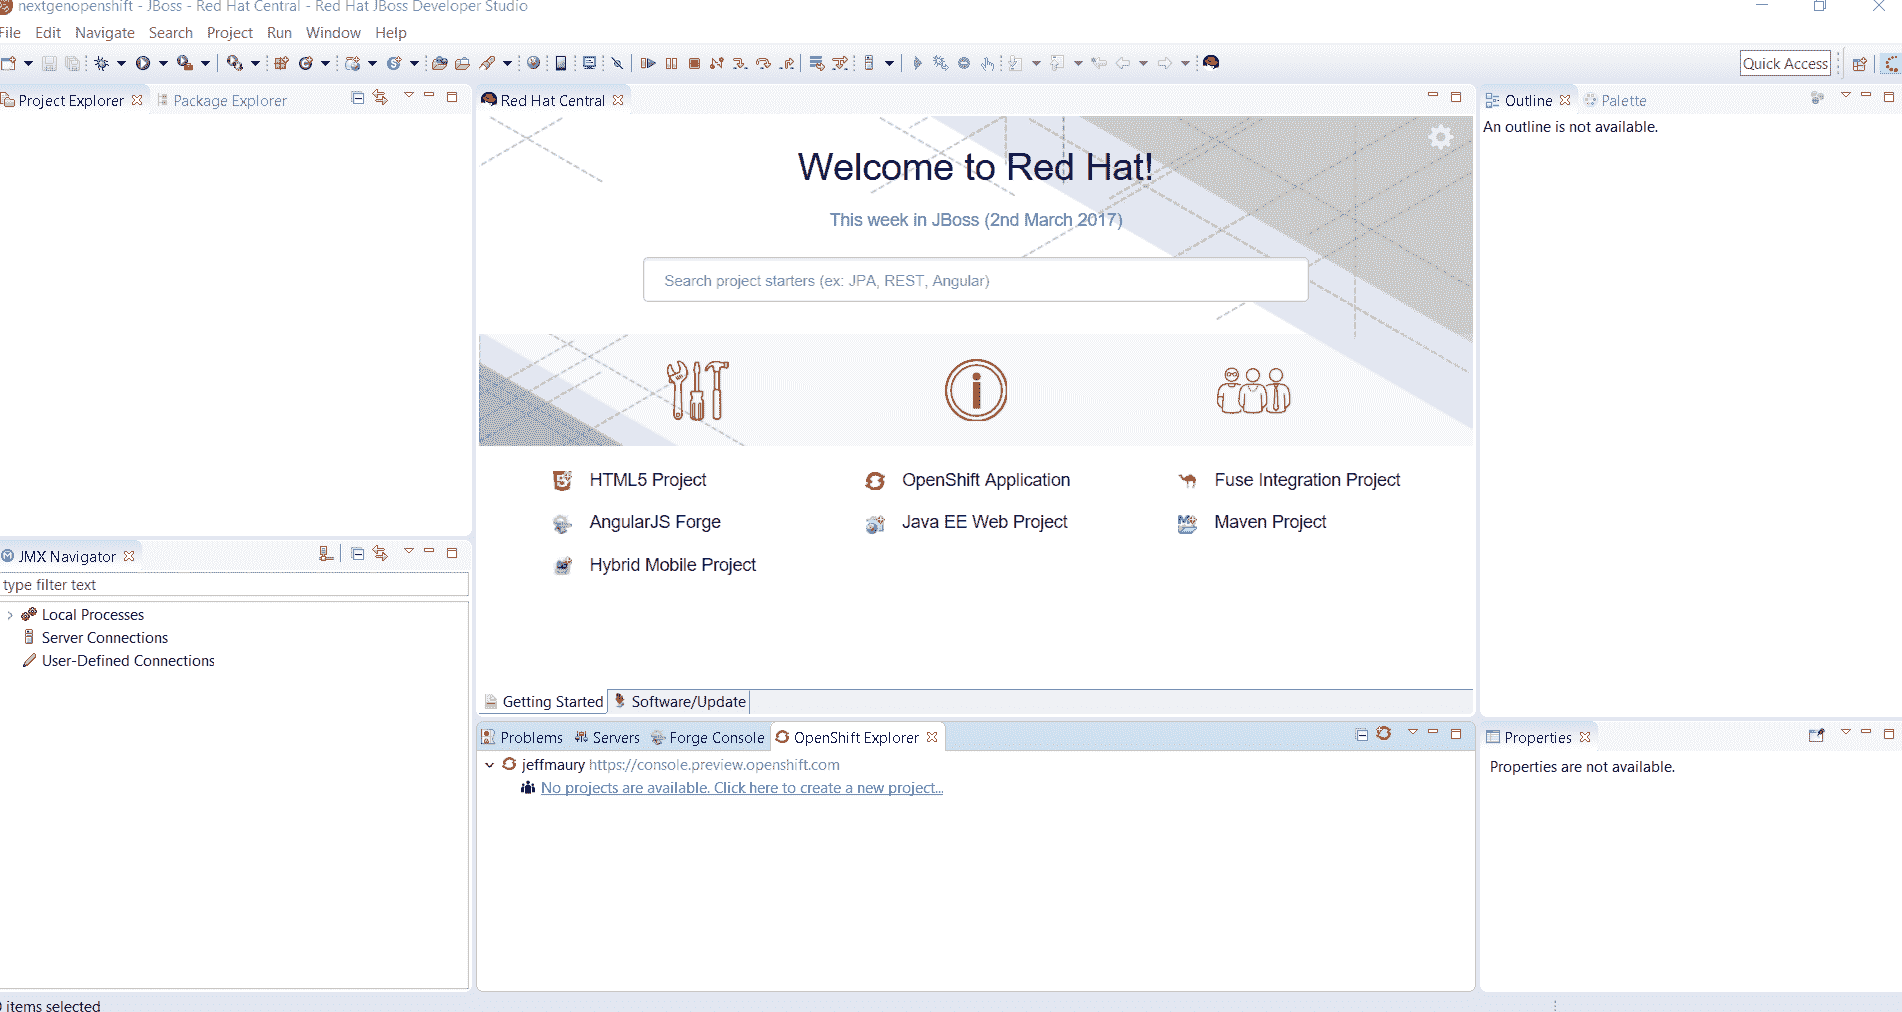 nextgenopenshift - JBoss - Red Hat Central - Red Hat JBoss Developer Studio
File Edit Navigate Search Project Run Window Help
Quick Access
Project Explorer Package Explorer
Red Hat Central
Outline Palette
An outline is not available.
Welcome to Red Hat!
This week in JBoss (2nd March 2017)
Search project starters (ex: JPA, REST, Angular)
HTML5 Project OpenShift Application Fuse Integration Project
AngularJS Forge Java EE Web Project Maven Project
Hybrid Mobile Project
JMX Navigator
type filter text
Local Processes
Server Connections
User-Defined Connections
Getting Started Software/Update
Problems Servers Forge Console OpenShift Explorer
jeffmaury https://console.preview.openshift.com
No projects are available. Click here to create a new project...
Properties
Properties are not available.
0 items selected